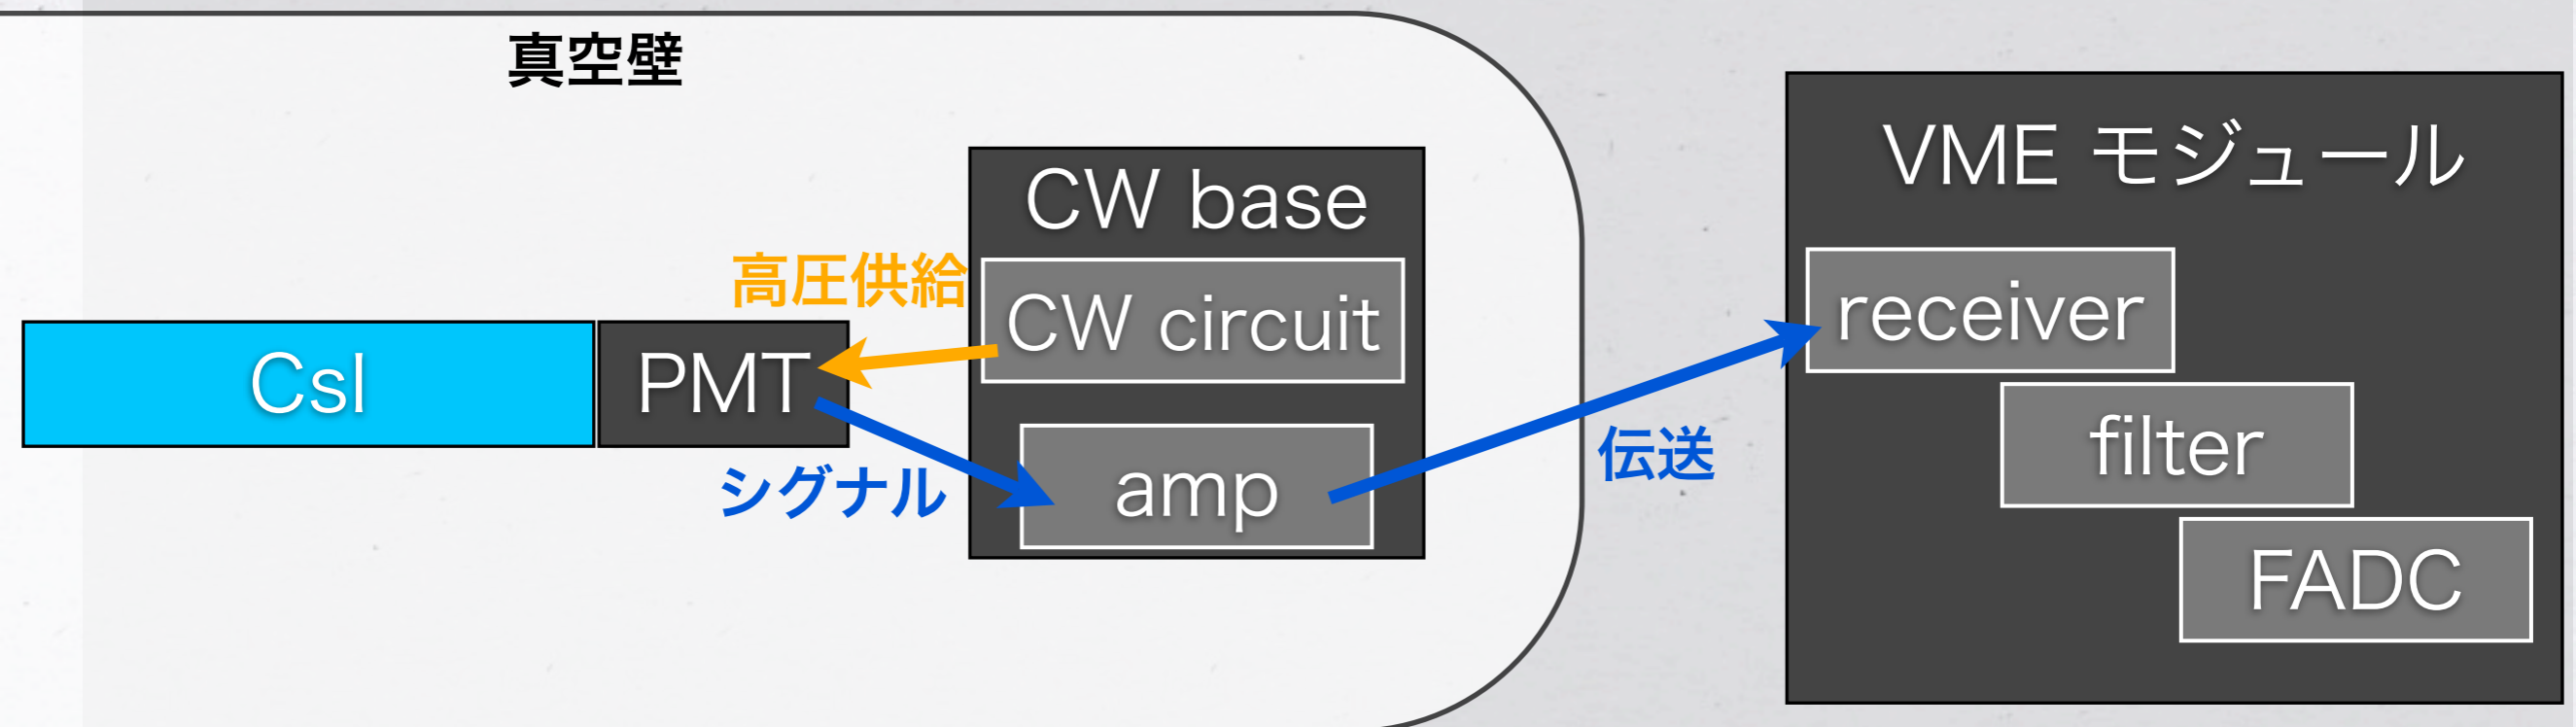 真空壁
CW base
高圧供給
CW circuit
CsI
PMT
シグナル
amp
伝送
VME モジュール
receiver
filter
FADC